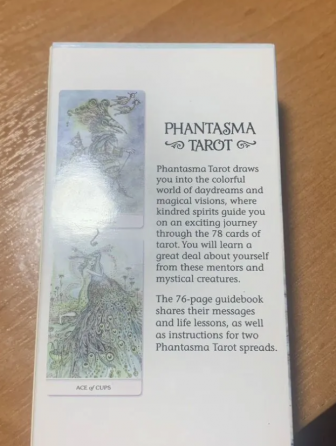 PHANTASMA
TAROT
Phantasma Tarot draws
you into the colorful
world of daydreams and
magical visions, where
kindred spirits guide you
on an exciting journey
through the 78 cards of
tarot. You will learn a
great deal about yourself
from these mentors and
mystical creatures.
The 76-page guidebook
shares their messages
and life lessons, as well
as instructions for two
Phantasma Tarot spreads.
ACE of CUPS